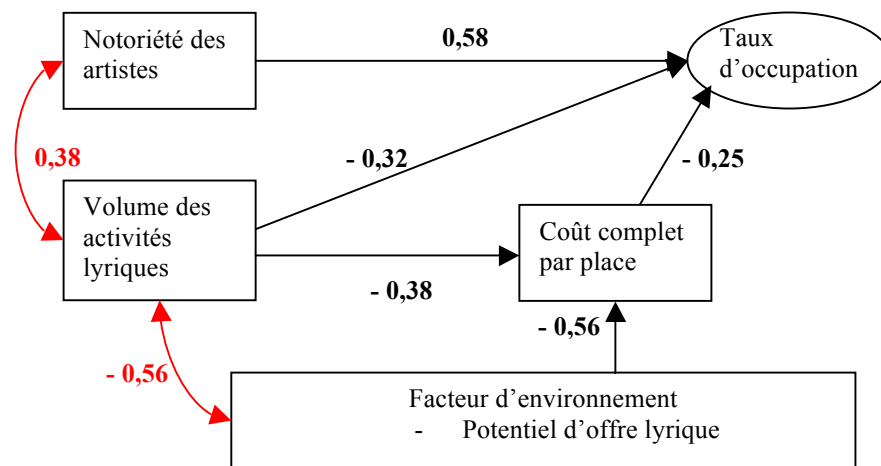 Notoriété des
artistes
0,58
Taux
d'occupation
0,38
- 0,32
- 0,25
Volume des
activités
lyriques
Coût complet
par place
- 0,38
- 0,56
- 0,56
Facteur d'environnement
- Potentiel d'offre lyrique